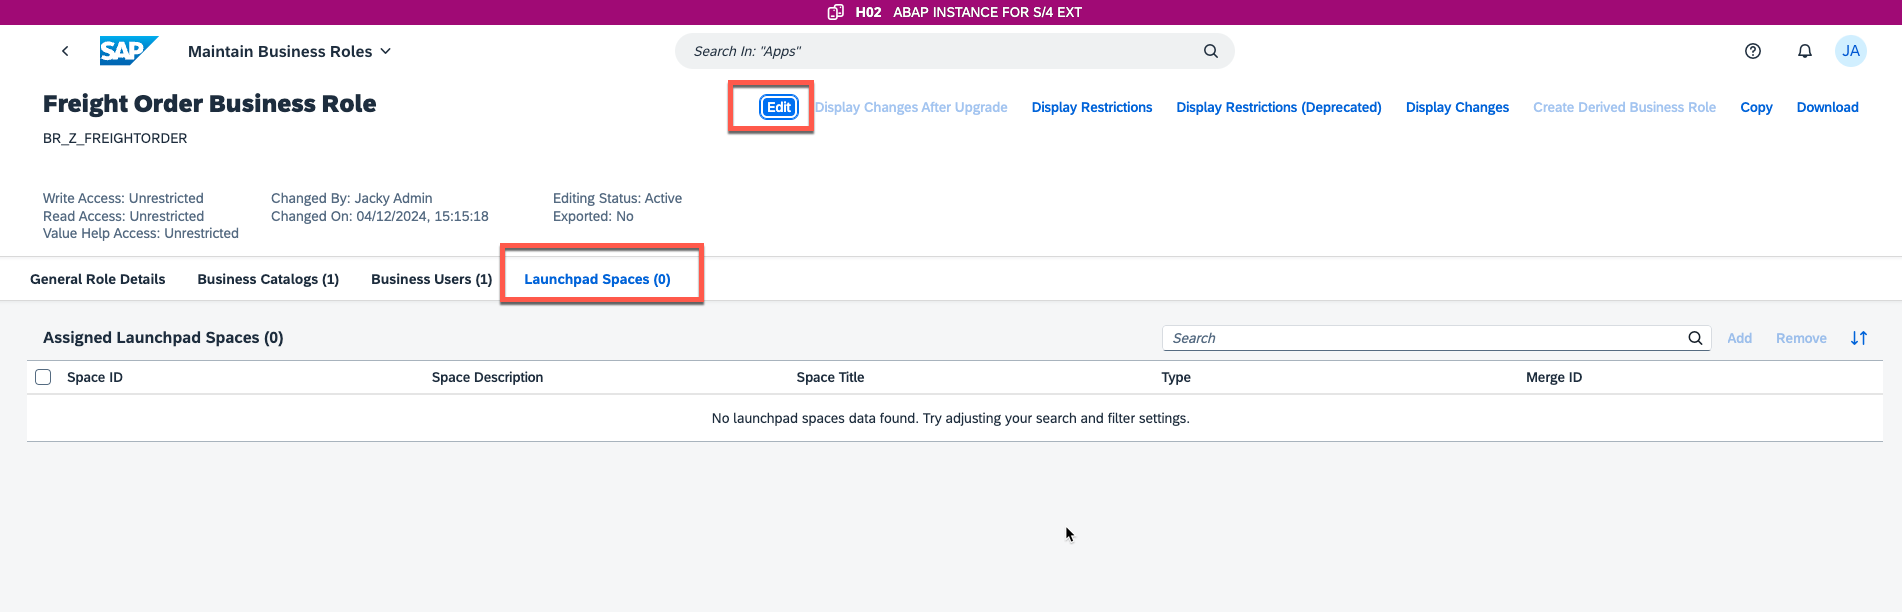 H02 ABAP INSTANCE FOR S/4 EXT
SAP Maintain Business Roles Search In: "Apps" JA
Freight Order Business Role
Edit Display Changes After Upgrade Display Restrictions Display Restrictions (Deprecated) Display Changes Create Derived Business Role Copy Download
BR_Z_FREIGHTORDER
Write Access: Unrestricted Changed By: Jacky Admin Editing Status: Active
Read Access: Unrestricted Changed On: 04/12/2024, 15:15:18 Exported: No
Value Help Access: Unrestricted
General Role Details Business Catalogs (1) Business Users (1) Launchpad Spaces (0)
Assigned Launchpad Spaces (0) Search Add Remove
Space ID Space Description Space Title Type Merge ID
No launchpad spaces data found. Try adjusting your search and filter settings.